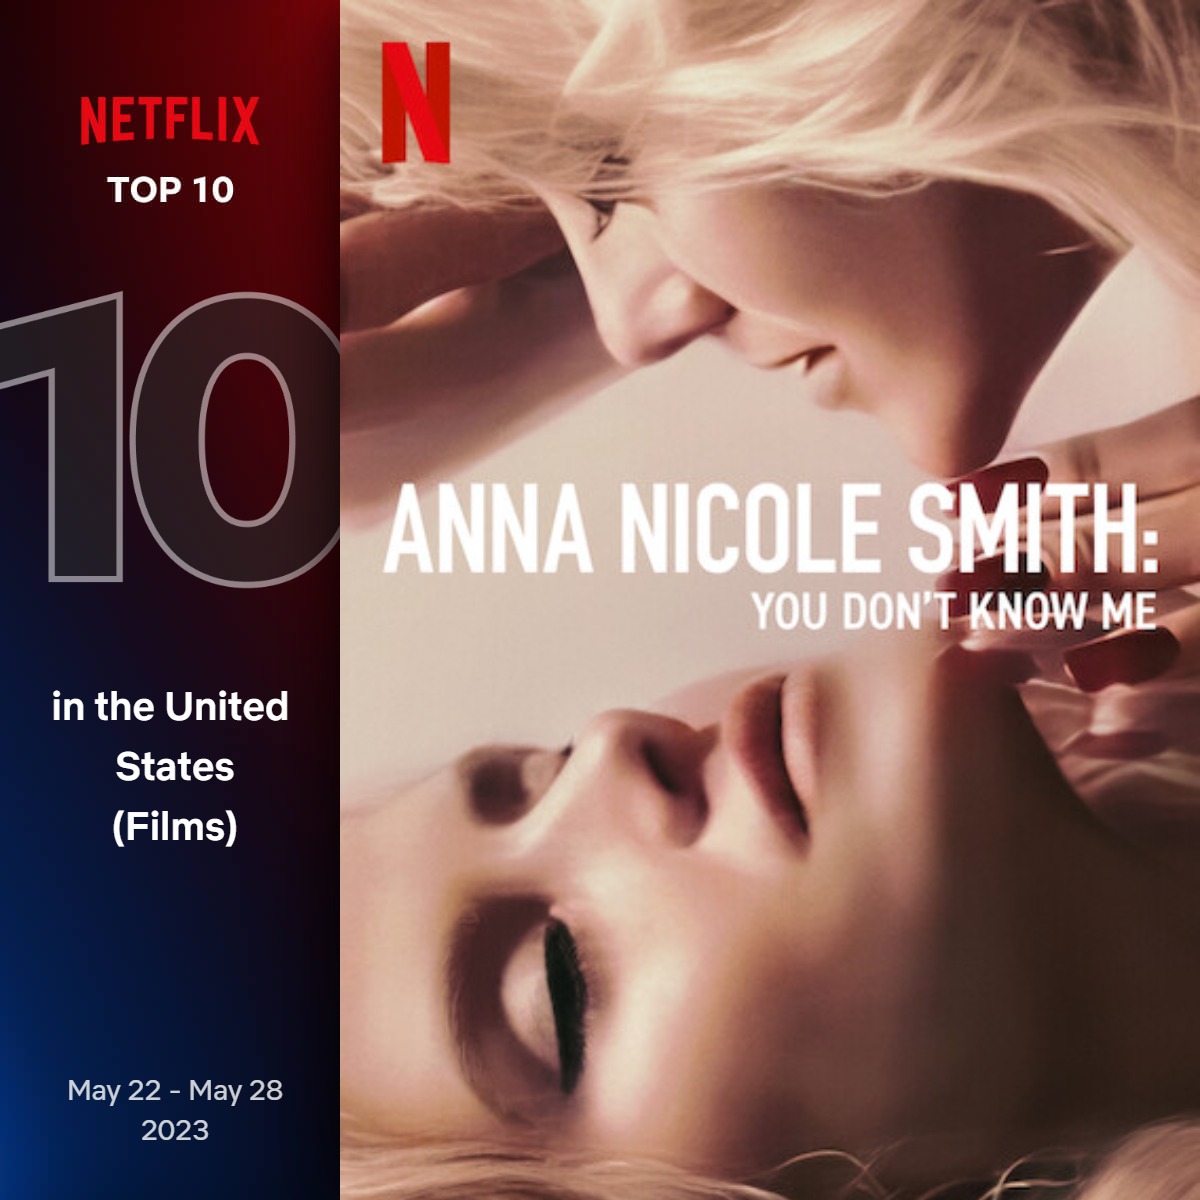 NETFLIX
TOP 10
10
in the United
States
(Films)
May 22 - May 28
2023
N
ANNA NICOLE SMITH:
YOU DON'T KNOW ME